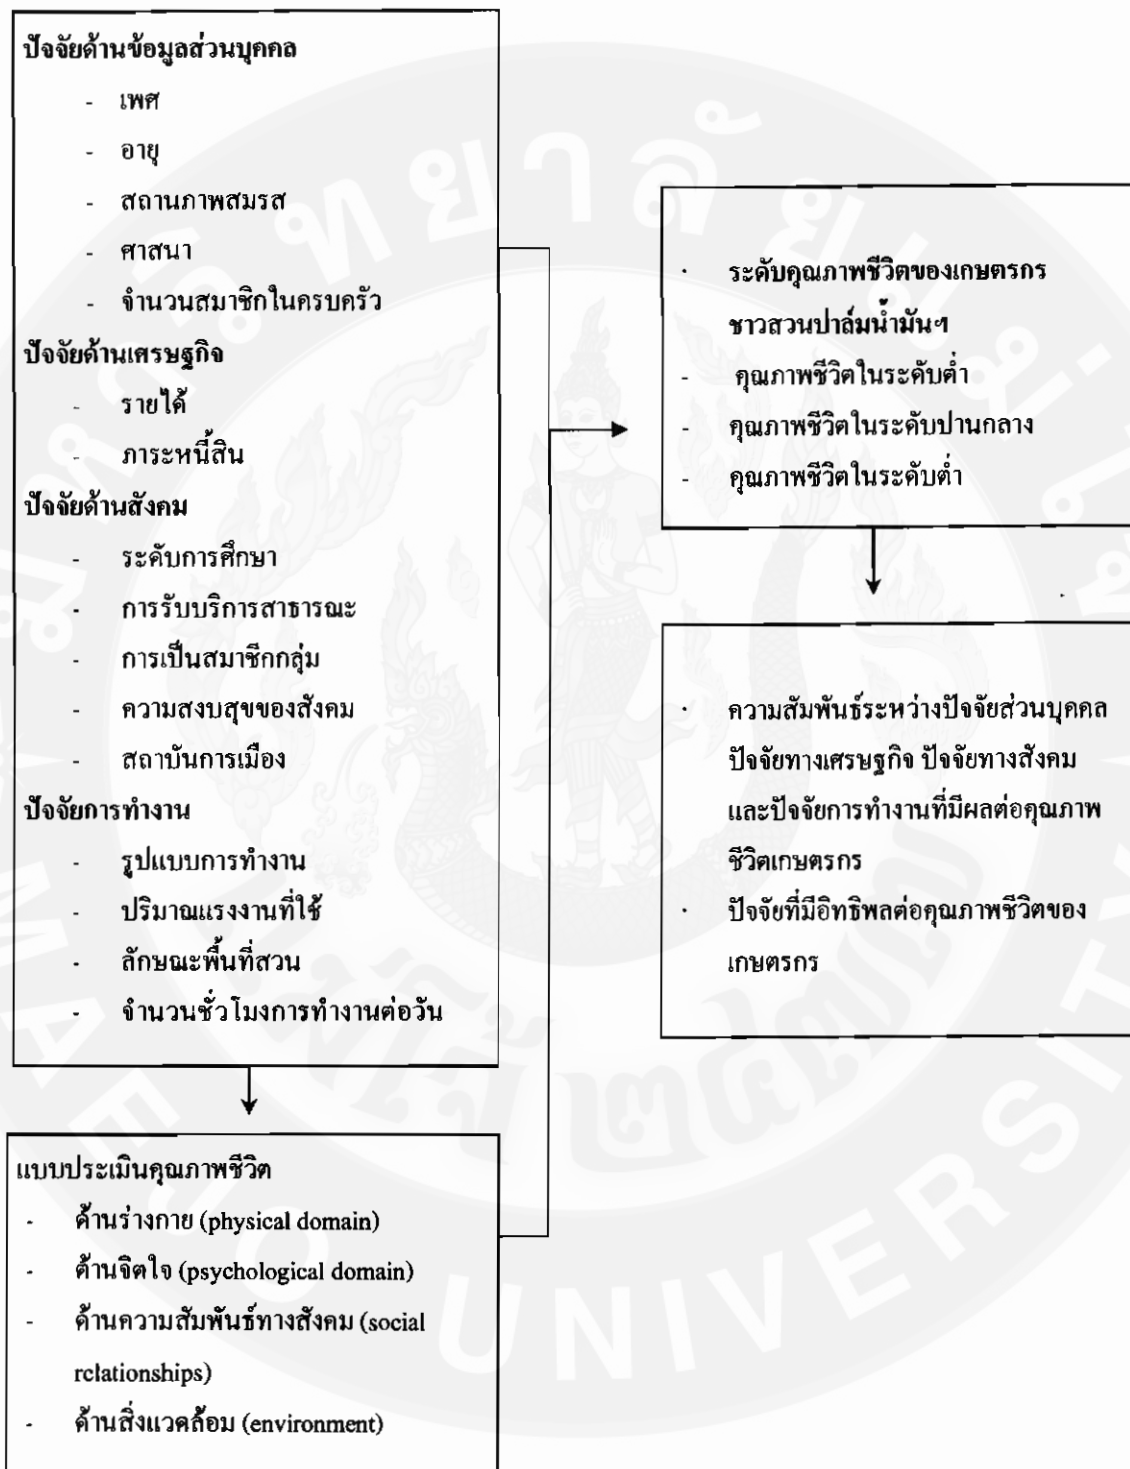 ปัจจัยด้านข้อมูลส่วนบุคคล
- เพศ
- อายุ
- สถานภาพสมรส
- ศาสนา
- จำนวนสมาชิกในครบครัว
ปัจจัยด้านเศรษฐกิจ
- รายได้
- ภาระหนี้สิน
ปัจจัยด้านสังคม
- ระดับการศึกษา
- การรับบริการสาธารณะ
- การเป็นสมาชีกกลุ่ม
- ความสงบสุขของสังคม
- สถาบันการเมือง
ปัจจัยการทำงาน
- รูปแบบการทำงาน
- ปริมาณแรงงานที่ใช้
- ลักษณะพื้นที่สวน
- จำนวนชั่วโมงการทำงานต่อวัน
แบบประเมินคุณภาพชีวิต
- ด้านร่างกาย (physical domain)
- ด้านจิตใจ (psychological domain)
- ด้านความสัมพันธ์ทางสังคม (social
relationships)
- ด้านสิ่งแวดล้อม (environment)
· ระดับคุณภาพชีวิตของเกษตรกร
ชาวสวนปาล์มน้ำมันฯ
- คุณภาพชีวิตในระดับต่ำ
- คุณภาพชีวิตในระดับปานกลาง
- คุณภาพชีวิตในระดับต่ำ
· ความสัมพันธ์ระหว่างปัจจัยส่วนบุคคล
ปัจจัยทางเศรษฐกิจ ปัจจัยทางสังคม
และปัจจัยการทำงานที่มีผลต่อคุณภาพ
ชีวิตเกษตรกร
· ปัจจัยที่มีอิทธิพลต่อคุณภาพชีวิตของ
เกษตรกร
มหาวิทยาลัยแม่โจ้
MAEJO UNIVERSITY